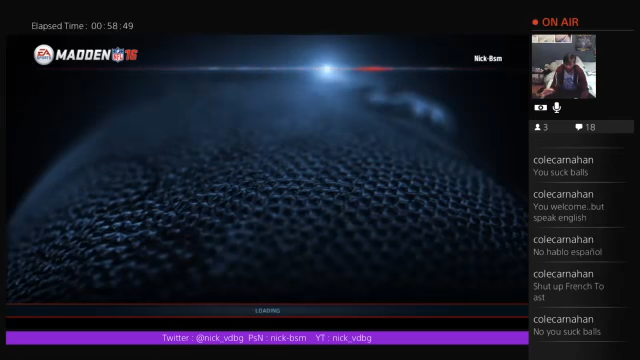 Elapsed Time : 00:58:49
ON AIR
EA SPORTS MADDEN NFL 16
Nick-Bsm
3 18
colecarnahan
You suck balls
colecarnahan
You welcome..but
speak english
colecarnahan
No hablo español
colecarnahan
Shut up French To
ast
colecarnahan
No you suck balls
LOADING
Twitter : @nick_vdbg PsN : nick-bsm YT : nick_vdbg